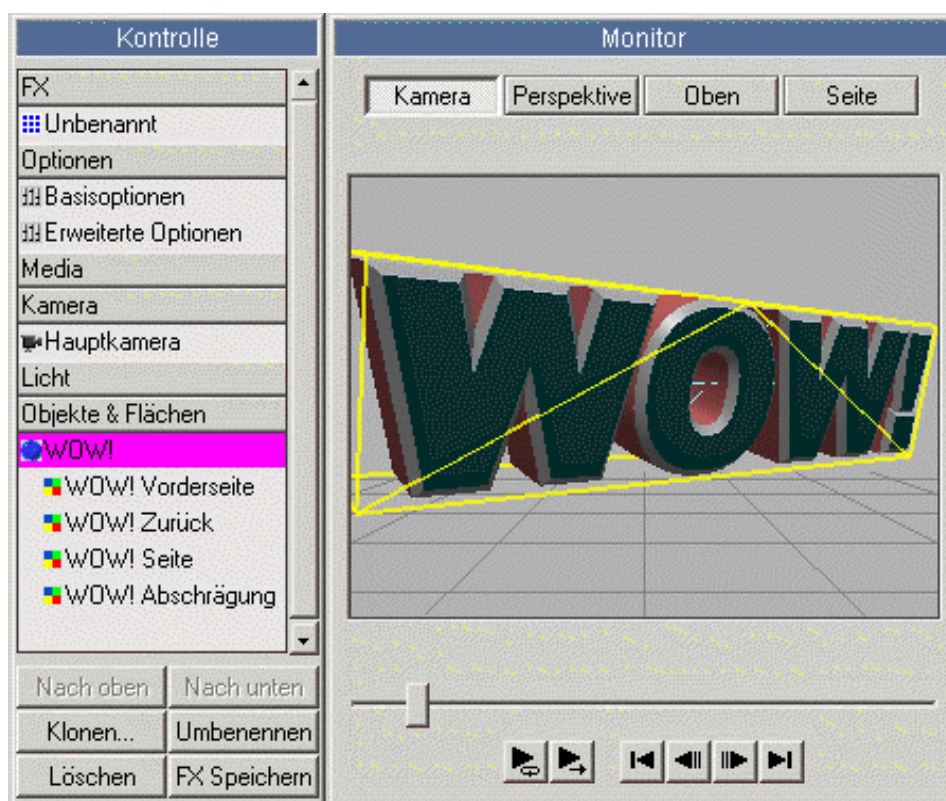 Kontrolle
FX
Unbenannt
Optionen
Basisoptionen
Erweiterte Optionen
Media
Kamera
Hauptkamera
Licht
Objekte & Flächen
WOW!
WOW! Vorderseite
WOW! Zurück
WOW! Seite
WOW! Abschrägung
Nach oben
Nach unten
Klonen...
Umbenennen
Löschen
FX Speichern
Monitor
Kamera
Perspektive
Oben
Seite
WOW!